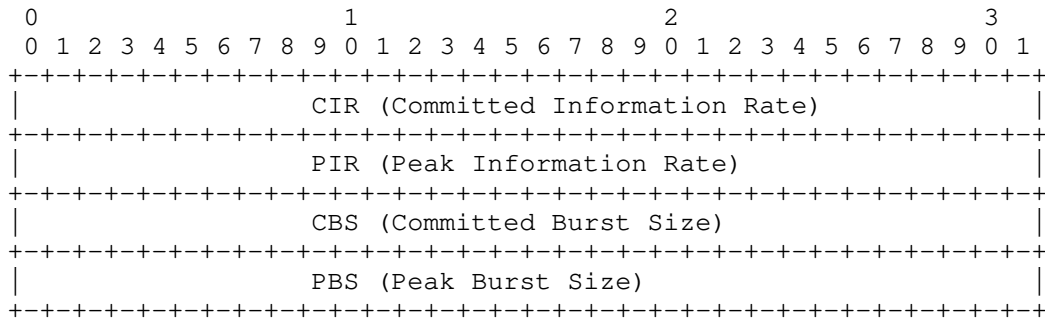 0                   1                   2                   3
 0 1 2 3 4 5 6 7 8 9 0 1 2 3 4 5 6 7 8 9 0 1 2 3 4 5 6 7 8 9 0 1
+-+-+-+-+-+-+-+-+-+-+-+-+-+-+-+-+-+-+-+-+-+-+-+-+-+-+-+-+-+-+-+-+
|                  CIR (Committed Information Rate)             |
+-+-+-+-+-+-+-+-+-+-+-+-+-+-+-+-+-+-+-+-+-+-+-+-+-+-+-+-+-+-+-+-+
|                  PIR (Peak Information Rate)                  |
+-+-+-+-+-+-+-+-+-+-+-+-+-+-+-+-+-+-+-+-+-+-+-+-+-+-+-+-+-+-+-+-+
|                  CBS (Committed Burst Size)                   |
+-+-+-+-+-+-+-+-+-+-+-+-+-+-+-+-+-+-+-+-+-+-+-+-+-+-+-+-+-+-+-+-+
|                  PBS (Peak Burst Size)                        |
+-+-+-+-+-+-+-+-+-+-+-+-+-+-+-+-+-+-+-+-+-+-+-+-+-+-+-+-+-+-+-+-+